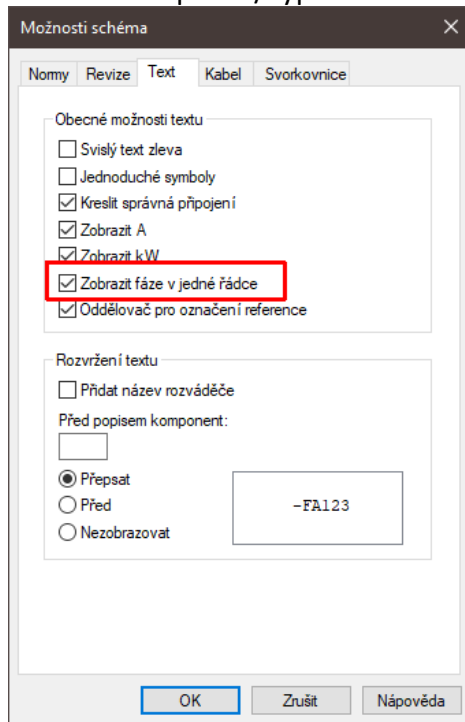 Možnosti schéma
Normy Revize Text Kabel Svorkovnice
Obecné možnosti textu
Svislý text zleva
Jednoduché symboly
Kreslit správná připojení
Zobrazit A
Zobrazit kW
Zobrazit fáze v jedné řádce
Oddělovač pro označení reference
Rozvržení textu
Přidat název rozváděče
Před popisem komponent:
Přepsat
Před
Nezobrazovat
-FA123
OK Zrušit Nápověda